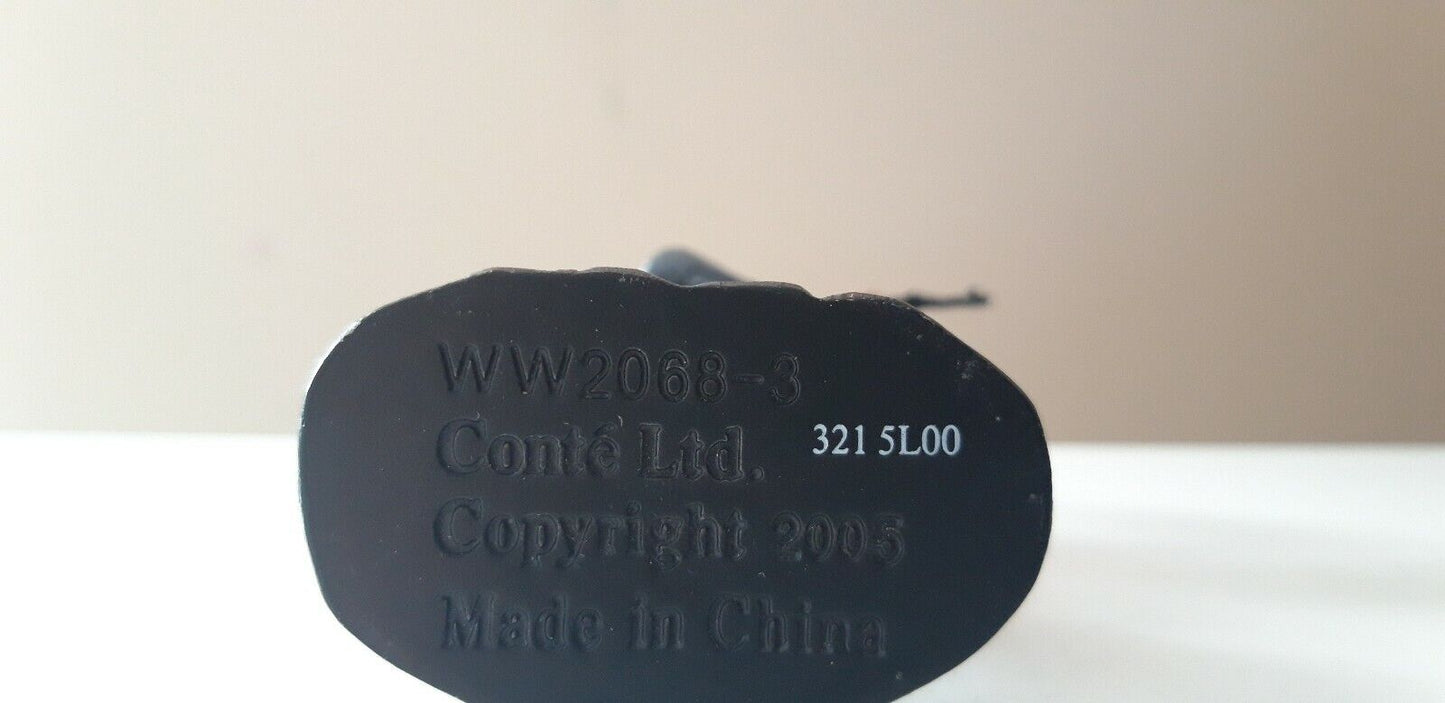 WW2068-3
Conté Ltd.
321 5L00
Copyright 2005
Made in China